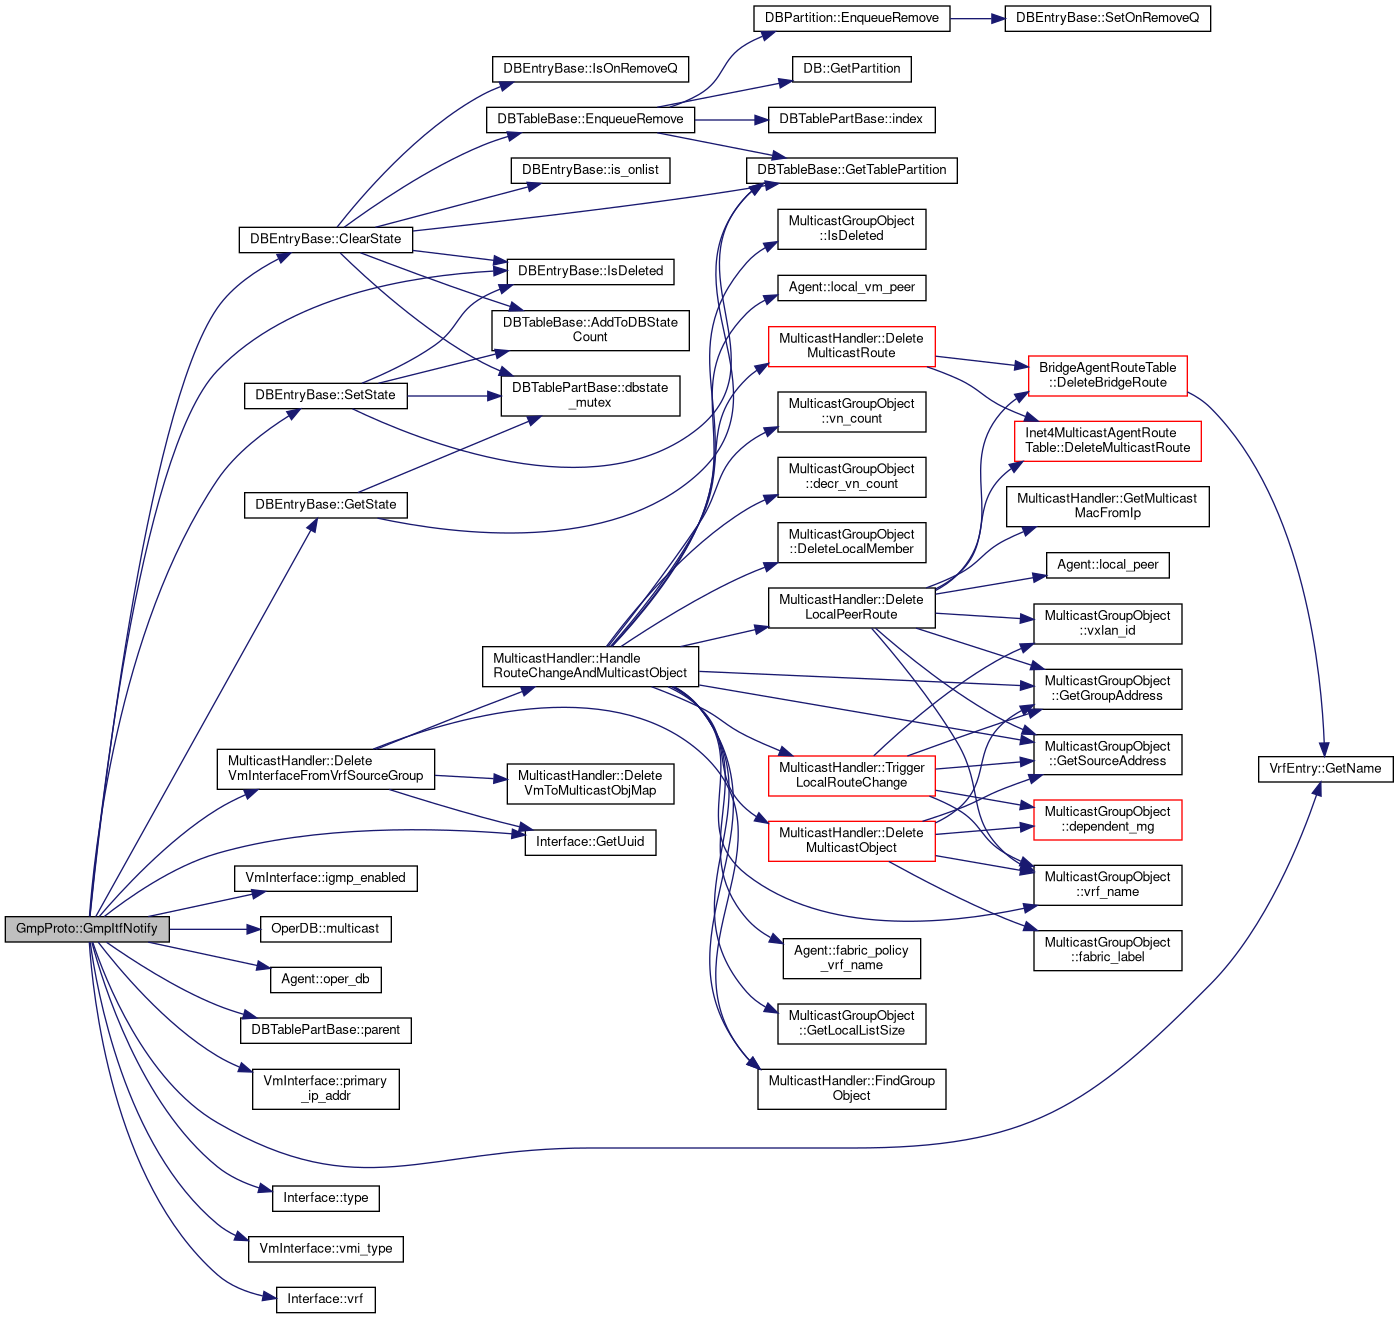 DBPartition::EnqueueRemove
DBEntryBase::SetOnRemoveQ
DBEntryBase::IsOnRemoveQ
DB::GetPartition
DBTableBase::EnqueueRemove
DBTablePartBase::index
DBEntryBase::is_onlist
DBTableBase::GetTablePartition
MulticastGroupObject
::IsDeleted
DBEntryBase::ClearState
DBEntryBase::IsDeleted
Agent::local_vm_peer
DBTableBase::AddToDBState
Count
MulticastHandler::Delete
MulticastRoute
BridgeAgentRouteTable
::DeleteBridgeRoute
DBEntryBase::SetState
DBTablePartBase::dbstate
_mutex
MulticastGroupObject
::vn_count
Inet4MulticastAgentRoute
Table::DeleteMulticastRoute
MulticastGroupObject
::decr_vn_count
DBEntryBase::GetState
MulticastHandler::GetMulticast
MacFromIp
MulticastGroupObject
::DeleteLocalMember
Agent::local_peer
MulticastHandler::Delete
LocalPeerRoute
MulticastGroupObject
::vxlan_id
MulticastHandler::Handle
RouteChangeAndMulticastObject
MulticastGroupObject
::GetGroupAddress
MulticastGroupObject
::GetSourceAddress
VrfEntry::GetName
MulticastHandler::Delete
VmInterfaceFromVrfSourceGroup
MulticastHandler::Delete
VmToMulticastObjMap
MulticastHandler::Trigger
LocalRouteChange
MulticastGroupObject
::dependent_mg
Interface::GetUuid
MulticastHandler::Delete
MulticastObject
VmInterface::igmp_enabled
MulticastGroupObject
::vrf_name
GmpProto::GmpItfNotify
OperDB::multicast
MulticastGroupObject
::fabric_label
Agent::fabric_policy
_vrf_name
Agent::oper_db
MulticastGroupObject
::GetLocalListSize
DBTablePartBase::parent
VmInterface::primary
_ip_addr
MulticastHandler::FindGroup
Object
Interface::type
VmInterface::vmi_type
Interface::vrf